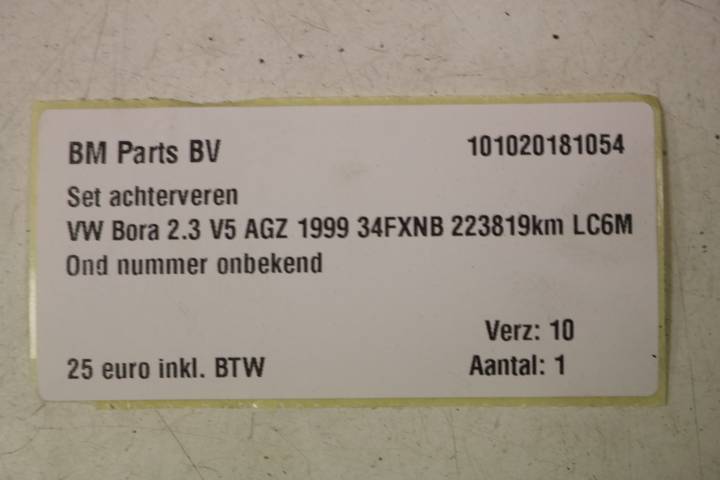 BM Parts BV 101020181054
Set achterveren
VW Bora 2.3 V5 AGZ 1999 34FXNB 223819km LC6M
Ond nummer onbekend
Verz: 10
25 euro inkl. BTW Aantal: 1